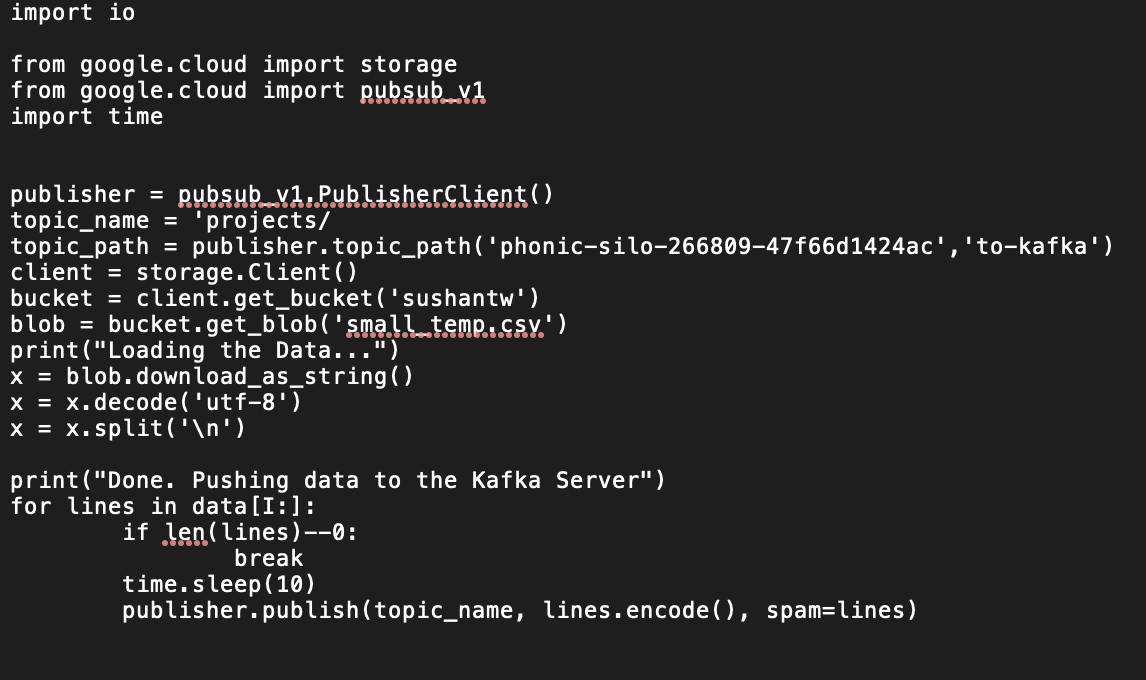 import io
from google.cloud import storage
from google.cloud import pubsub_v1
import time
publisher = pubsub_v1.PublisherClient()
topic_name = 'projects/
topic_path = publisher.topic_path('phonic-silo-266809-47f66d1424ac','to-kafka')
client = storage.Client()
bucket = client.get_bucket('sushantw')
blob = bucket.get_blob('small_temp.csv')
print("Loading the Data...")
x = blob.download_as_string()
x = x.decode('utf-8')
x = x.split('\n')
print("Done. Pushing data to the Kafka Server")
for lines in data[I:]:
        if len(lines)--0:
                break
        time.sleep(10)
        publisher.publish(topic_name, lines.encode(), spam=lines)